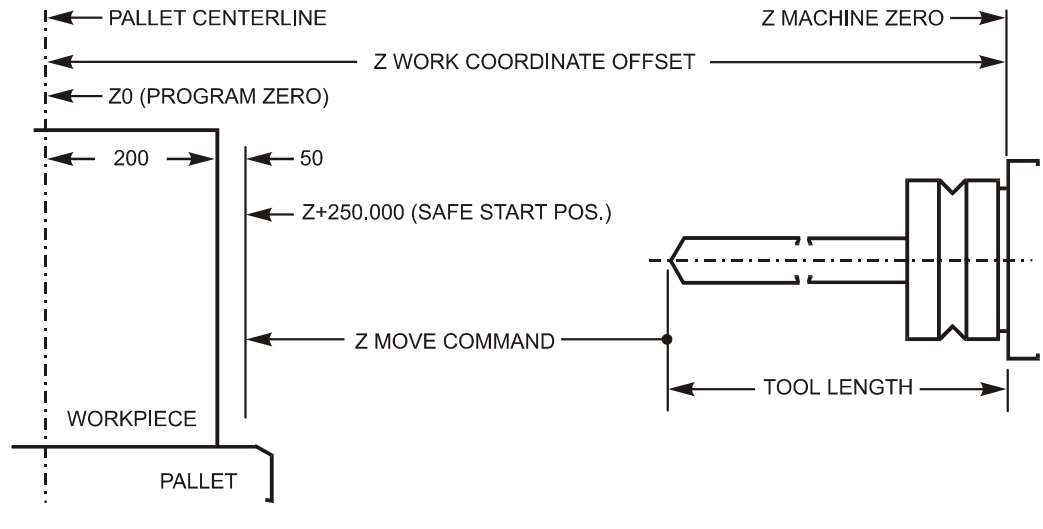 PALLET CENTERLINE
Z MACHINE ZERO
Z WORK COORDINATE OFFSET
Z0 (PROGRAM ZERO)
200
50
Z+250.000 (SAFE START POS.)
Z MOVE COMMAND
TOOL LENGTH
WORKPIECE
PALLET